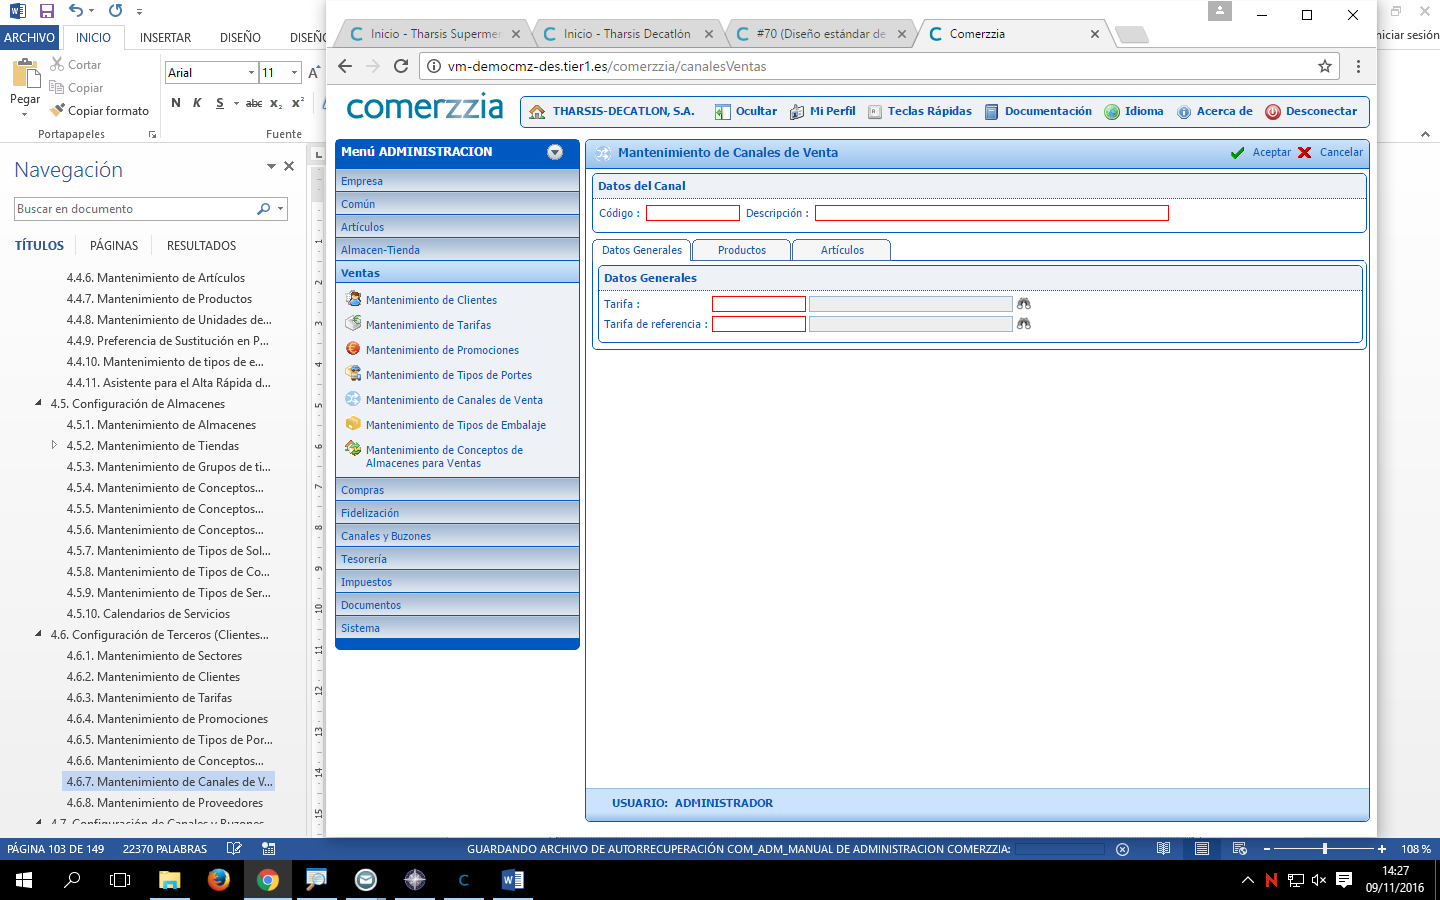 ARCHIVO
INICIO
INSERTAR
DISEÑO
Cortar
Copiar
Copiar formato
Pegar
Portapapeles
Arial
11
N K S abc x₂ x²
Fuente
Iniciar sesión
Navegación
Buscar en documento
TÍTULOS
PÁGINAS
RESULTADOS
4.4.6. Mantenimiento de Artículos
4.4.7. Mantenimiento de Productos
4.4.8. Mantenimiento de Unidades de...
4.4.9. Preferencia de Sustitución en P...
4.4.10. Mantenimiento de tipos de e...
4.4.11. Asistente para el Alta Rápida d...
4.5. Configuración de Almacenes
4.5.1. Mantenimiento de Almacenes
4.5.2. Mantenimiento de Tiendas
4.5.3. Mantenimiento de Grupos de ti...
4.5.4. Mantenimiento de Conceptos...
4.5.5. Mantenimiento de Conceptos...
4.5.6. Mantenimiento de Conceptos...
4.5.7. Mantenimiento de Tipos de Sol...
4.5.8. Mantenimiento de Tipos de Co...
4.5.9. Mantenimiento de Tipos de Ser...
4.5.10. Calendarios de Servicios
4.6. Configuración de Terceros (Clientes...
4.6.1. Mantenimiento de Sectores
4.6.2. Mantenimiento de Clientes
4.6.3. Mantenimiento de Tarifas
4.6.4. Mantenimiento de Promociones
4.6.5. Mantenimiento de Tipos de Por...
4.6.6. Mantenimiento de Conceptos...
4.6.7. Mantenimiento de Canales de V...
4.6.8. Mantenimiento de Proveedores
4.7. Configuración de Canales y Buzones
Inicio - Tharsis Supermer
Inicio - Tharsis Decatlón
#70 (Diseño estándar de
Comerzzia
vm-democmz-des.tier1.es/comerzzia/canalesVentas
comerzzia
THARSIS-DECATLON, S.A.
Ocultar
Mi Perfil
Teclas Rápidas
Documentación
Idioma
Acerca de
Desconectar
Menú ADMINISTRACION
Empresa
Común
Artículos
Almacen-Tienda
Ventas
Mantenimiento de Clientes
Mantenimiento de Tarifas
Mantenimiento de Promociones
Mantenimiento de Tipos de Portes
Mantenimiento de Canales de Venta
Mantenimiento de Tipos de Embalaje
Mantenimiento de Conceptos de
Almacenes para Ventas
Compras
Fidelización
Canales y Buzones
Tesorería
Impuestos
Documentos
Sistema
Mantenimiento de Canales de Venta
Aceptar
Cancelar
Datos del Canal
Código :
Descripción :
Datos Generales
Productos
Artículos
Datos Generales
Tarifa :
Tarifa de referencia :
USUARIO: ADMINISTRADOR
PÁGINA 103 DE 149
22370 PALABRAS
GUARDANDO ARCHIVO DE AUTORRECUPERACIÓN COM_ADM_MANUAL DE ADMINISTRACION COMERZZIA:
108 %
14:27
09/11/2016